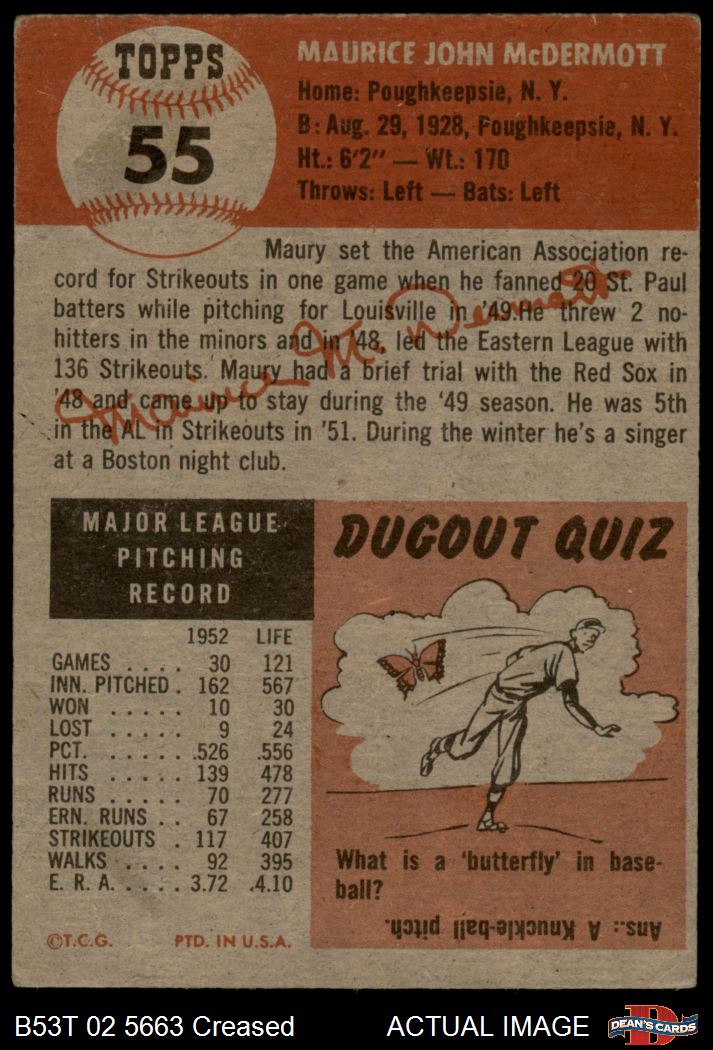 TOPPS
55
MAURICE JOHN McDERMOTT
Home: Poughkeepsie, N. Y.
B: Aug. 29, 1928, Poughkeepsie, N. Y.
Ht.: 6'2" — Wt.: 170
Throws: Left — Bats: Left
Maury set the American Association re-
cord for Strikeouts in one game when he fanned 20 St. Paul
batters while pitching for Louisville in '49.He threw 2 no-
hitters in the minors and in '48, led the Eastern League with
136 Strikeouts. Maury had a brief trial with the Red Sox in
'48 and came up to stay during the '49 season. He was 5th
in the AL in Strikeouts in '51. During the winter he's a singer
at a Boston night club.
Maurice M. Dermott
MAJOR LEAGUE
PITCHING
RECORD
1952 LIFE
GAMES .... 30 121
INN. PITCHED . 162 567
WON ..... 10 30
LOST ..... 9 24
PCT. ..... .526 .556
HITS ..... 139 478
RUNS ..... 70 277
ERN. RUNS .. 67 258
STRIKEOUTS . 117 407
WALKS .... 92 395
E. R. A. .... 3.72 .4.10
©T.C.G. PTD. IN U.S.A.
DUGOUT QUIZ
What is a 'butterfly' in base-
ball?
Ans.: A Knuckle-ball pitch.
B53T 02 5663 Creased ACTUAL IMAGE
D
DEAN'S CARDS